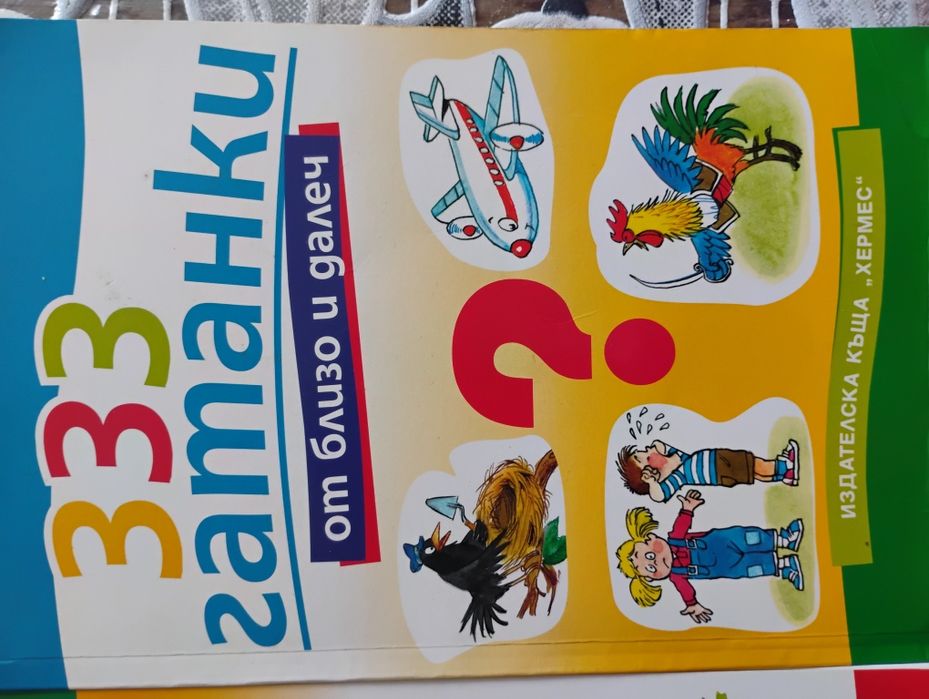 333
гатанки
от близо и далеч
?
ИЗДАТЕЛСКА КЪЩА „ХЕРМЕС“